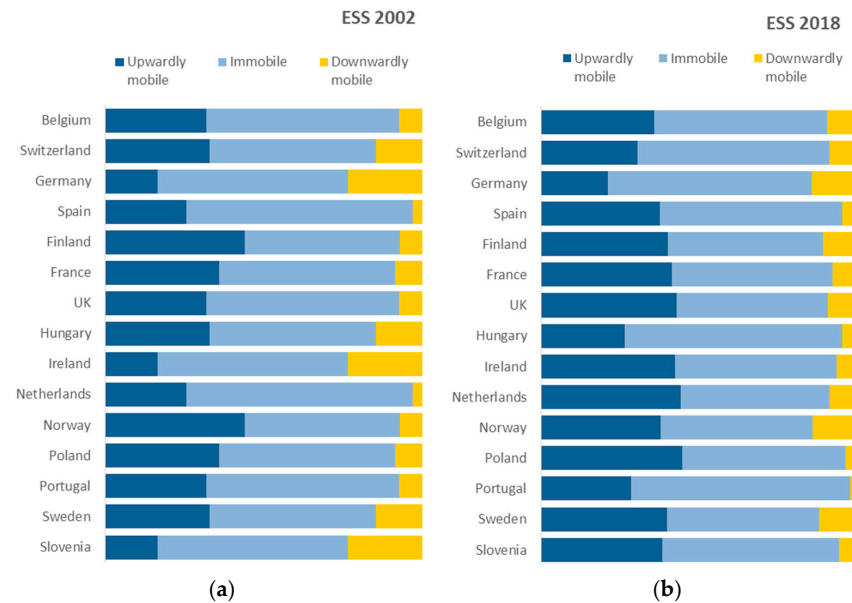 ESS 2002
Upwardly mobile
Immobile
Downwardly mobile
Belgium
Switzerland
Germany
Spain
Finland
France
UK
Hungary
Ireland
Netherlands
Norway
Poland
Portugal
Sweden
Slovenia
(a)
ESS 2018
Upwardly mobile
Immobile
Downwardly mobile
Belgium
Switzerland
Germany
Spain
Finland
France
UK
Hungary
Ireland
Netherlands
Norway
Poland
Portugal
Sweden
Slovenia
(b)